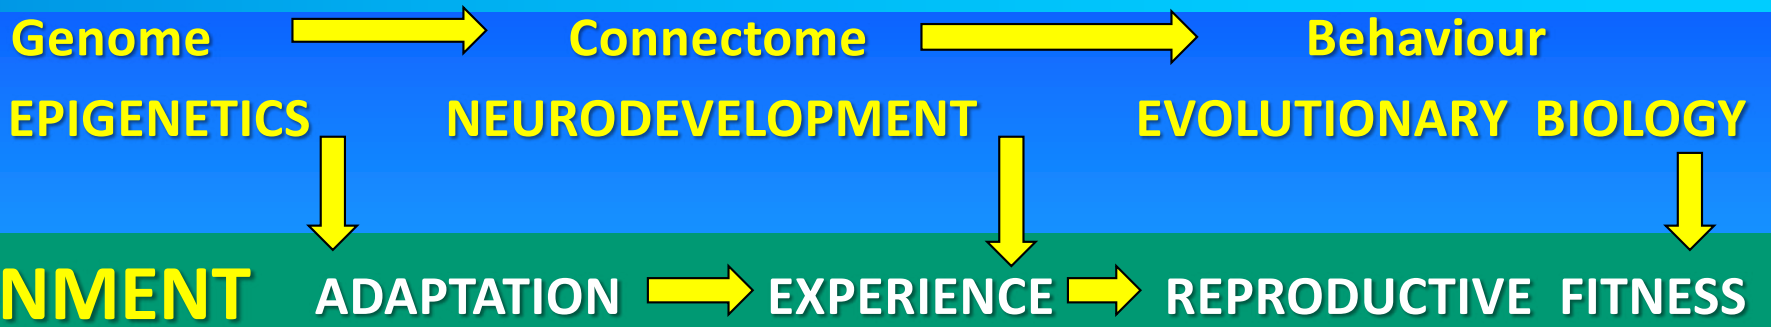 Genome Connectome Behaviour
EPIGENETICS NEURODEVELOPMENT EVOLUTIONARY BIOLOGY
NMENT ADAPTATION EXPERIENCE REPRODUCTIVE FITNESS